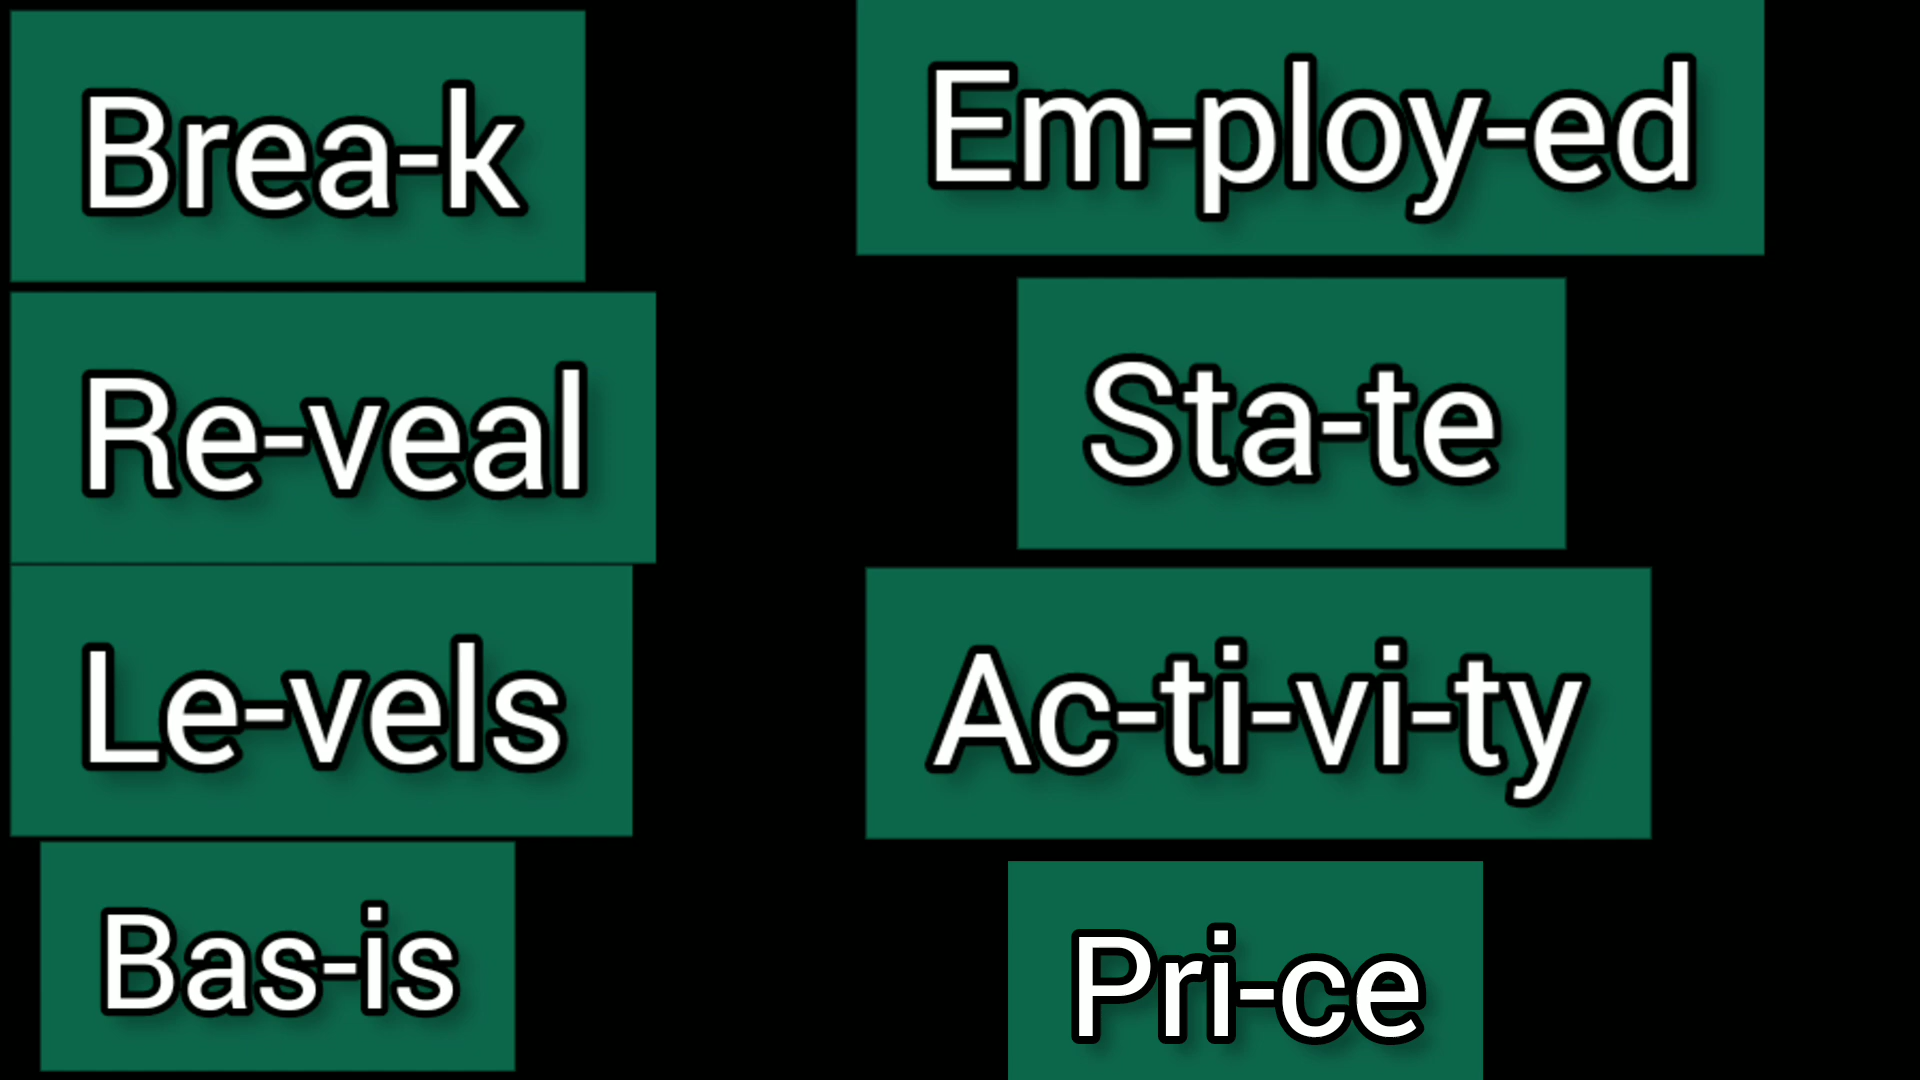 Brea-k
Re-veal
Le-vels
Bas-is
Em-ploy-ed
Sta-te
Ac-ti-vi-ty
Pri-ce